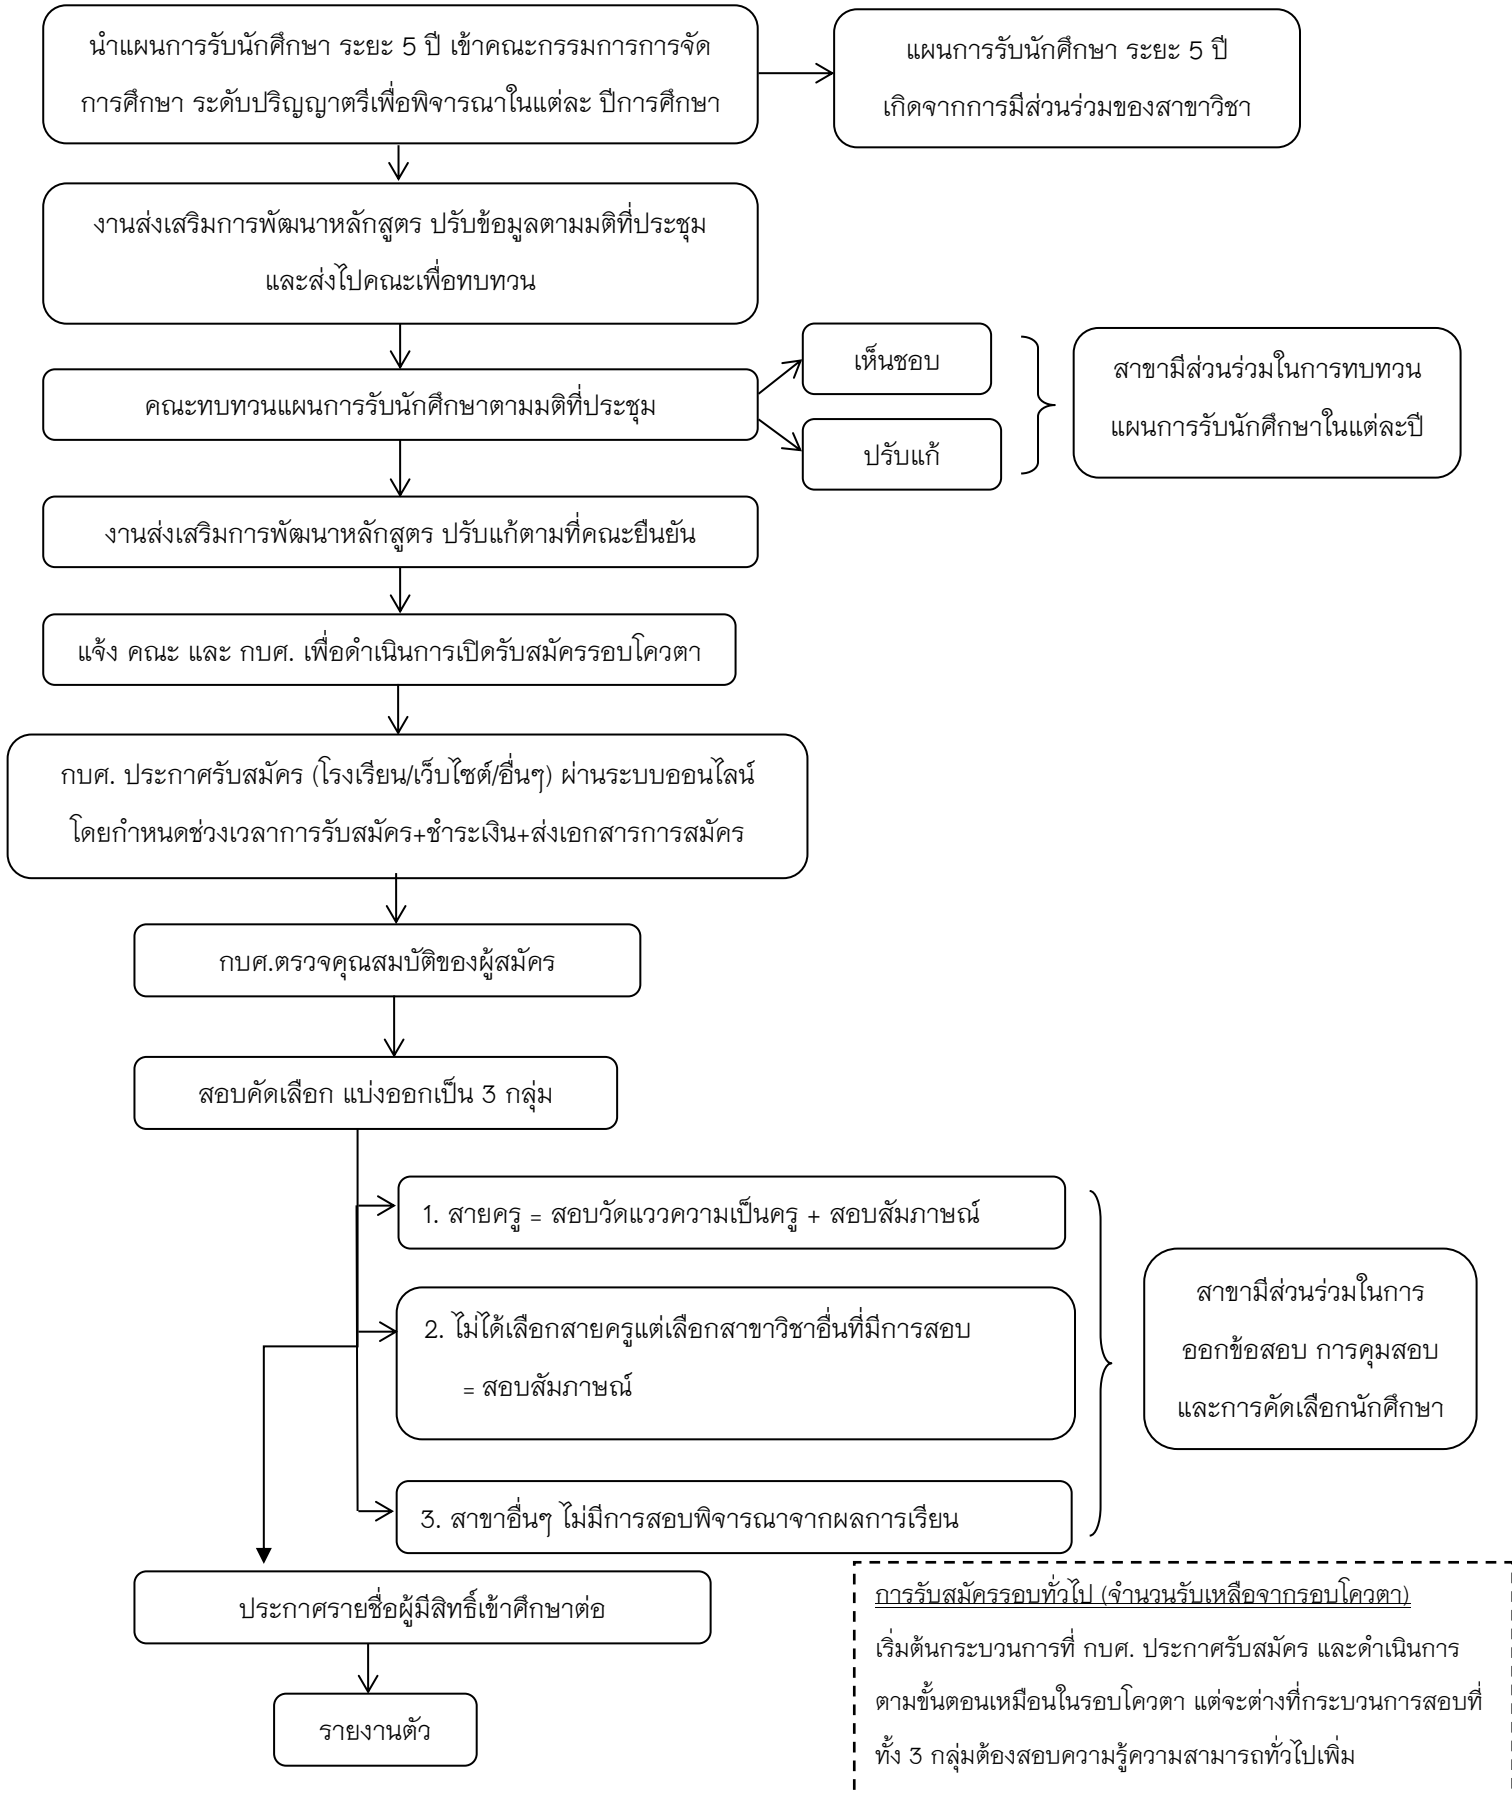 นำแผนการรับนักศึกษา ระยะ 5 ปี เข้าคณะกรรมการการจัด
การศึกษา ระดับปริญญาตรีเพื่อพิจารณาในแต่ละ ปีการศึกษา
แผนการรับนักศึกษา ระยะ 5 ปี
เกิดจากการมีส่วนร่วมของสาขาวิชา
งานส่งเสริมการพัฒนาหลักสูตร ปรับข้อมูลตามมติที่ประชุม
และส่งไปคณะเพื่อทบทวน
คณะทบทวนแผนการรับนักศึกษาตามมติที่ประชุม
เห็นชอบ
ปรับแก้
สาขามีส่วนร่วมในการทบทวน
แผนการรับนักศึกษาในแต่ละปี
งานส่งเสริมการพัฒนาหลักสูตร ปรับแก้ตามที่คณะยืนยัน
แจ้ง คณะ และ กบศ. เพื่อดำเนินการเปิดรับสมัครรอบโควตา
กบศ. ประกาศรับสมัคร (โรงเรียน/เว็บไซต์/อื่นๆ) ผ่านระบบออนไลน์
โดยกำหนดช่วงเวลาการรับสมัคร+ชำระเงิน+ส่งเอกสารการสมัคร
กบศ.ตรวจคุณสมบัติของผู้สมัคร
สอบคัดเลือก แบ่งออกเป็น 3 กลุ่ม
1. สายครู = สอบวัดแววความเป็นครู + สอบสัมภาษณ์
2. ไม่ได้เลือกสายครูแต่เลือกสาขาวิชาอื่นที่มีการสอบ
= สอบสัมภาษณ์
3. สาขาอื่นๆ ไม่มีการสอบพิจารณาจากผลการเรียน
สาขามีส่วนร่วมในการ
ออกข้อสอบ การคุมสอบ
และการคัดเลือกนักศึกษา
ประกาศรายชื่อผู้มีสิทธิ์เข้าศึกษาต่อ
รายงานตัว
การรับสมัครรอบทั่วไป (จำนวนรับเหลือจากรอบโควตา)
เริ่มต้นกระบวนการที่ กบศ. ประกาศรับสมัคร และดำเนินการ
ตามขั้นตอนเหมือนในรอบโควตา แต่จะต่างที่กระบวนการสอบที่
ทั้ง 3 กลุ่มต้องสอบความรู้ความสามารถทั่วไปเพิ่ม